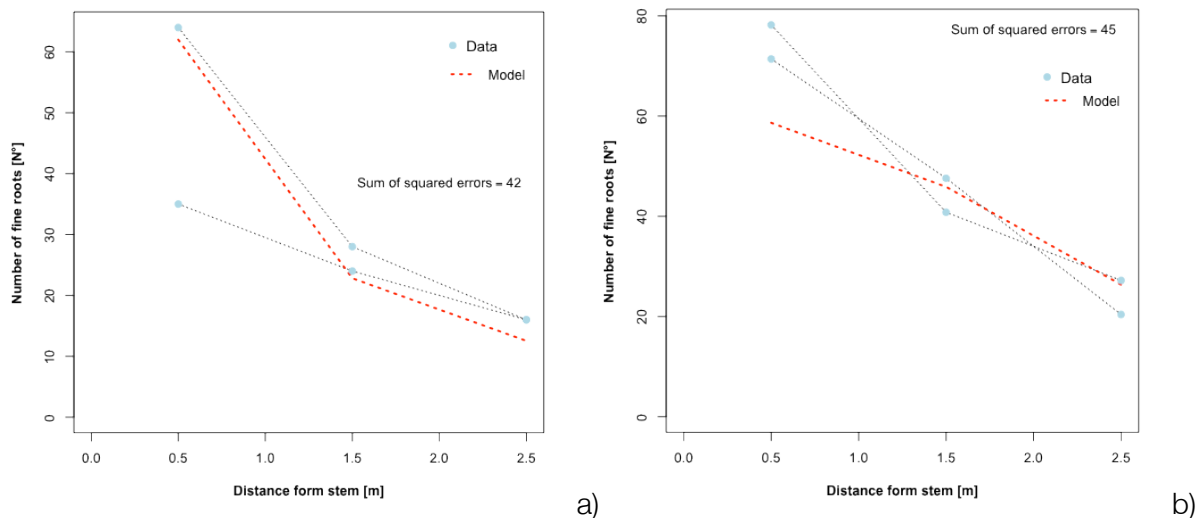 Number of fine roots [N°]
60
50
40
30
20
10
0
Data
Model
Sum of squared errors = 42
0.0 0.5 1.0 1.5 2.0 2.5
Distance form stem [m]
a)
Number of fine roots [N°]
80
60
40
20
0
Sum of squared errors = 45
Data
Model
0.0 0.5 1.0 1.5 2.0 2.5
Distance form stem [m]
b)